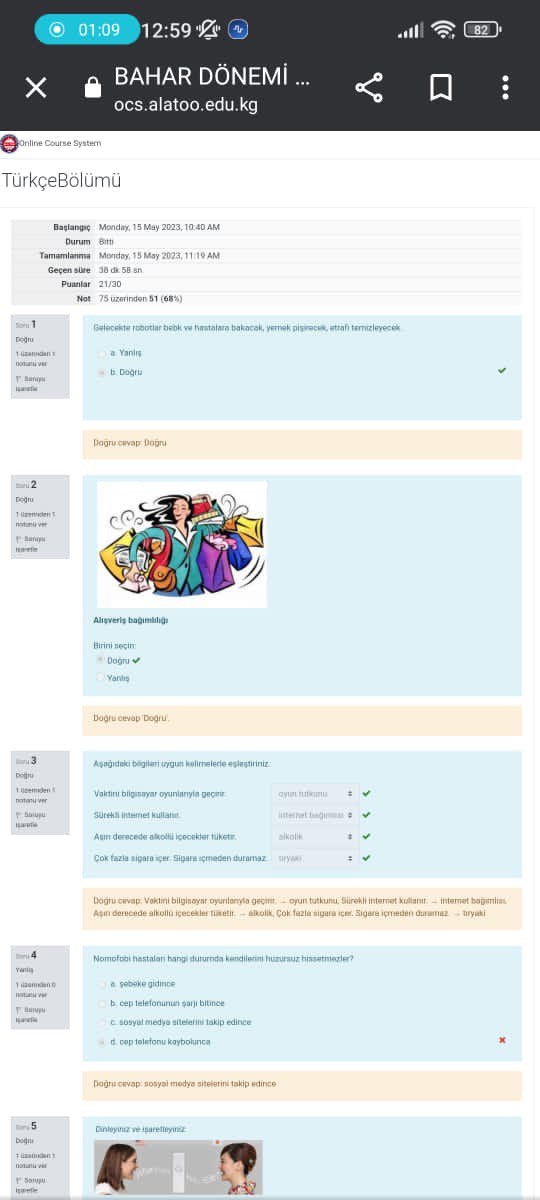 01:09 12:59 82
BAHAR DÖNEMİ ...
ocs.alatoo.edu.kg
Online Course System
TürkçeBölümü
Başlangıç Monday, 15 May 2023, 10:40 AM
Durum Bitti
Tamamlanma Monday, 15 May 2023, 11:19 AM
Geçen süre 38 dk 58 sn
Puanlar 21/30
Not 75 üzerinden 51 (68%)
Soru 1
Doğru
1 üzerinden 1
notunu ver
Soruyu
işaretle
Gelecekte robotlar bebk ve hastalara bakacak, yemek pişirecek, etrafı temizleyecek.
a. Yanlış
b. Doğru
Doğru cevap: Doğru
Soru 2
Doğru
1 üzerinden 1
notunu ver
Soruyu
işaretle
Alışveriş bağımlılığı
Birini seçin:
Doğru
Yanlış
Doğru cevap 'Doğru'.
Soru 3
Doğru
1 üzerinden 1
notunu ver
Soruyu
işaretle
Aşağıdaki bilgileri uygun kelimelerle eşleştiriniz.
Vaktini bilgisayar oyunlarıyla geçirir. oyun tutkunu
Sürekli internet kullanır. internet bağımlısı
Aşırı derecede alkollü içecekler tüketir. alkolik
Çok fazla sigara içer. Sigara içmeden duramaz. tiryaki
Doğru cevap: Vaktini bilgisayar oyunlarıyla geçirir. → oyun tutkunu, Sürekli internet kullanır. → internet bağımlısı,
Aşırı derecede alkollü içecekler tüketir. → alkolik, Çok fazla sigara içer. Sigara içmeden duramaz. → tiryaki
Soru 4
Yanlış
1 üzerinden 0
notunu ver
Soruyu
işaretle
Nomofobi hastaları hangi durumda kendilerini huzursuz hissetmezler?
a. şebeke gidince
b. cep telefonunun şarjı bitince
c. sosyal medya sitelerini takip edince
d. cep telefonu kaybolunca
Doğru cevap: sosyal medya sitelerini takip edince
Soru 5
Doğru
1 üzerinden 1
notunu ver
Soruyu
işaretle
Dinleyiniz ve işaretleyiniz.